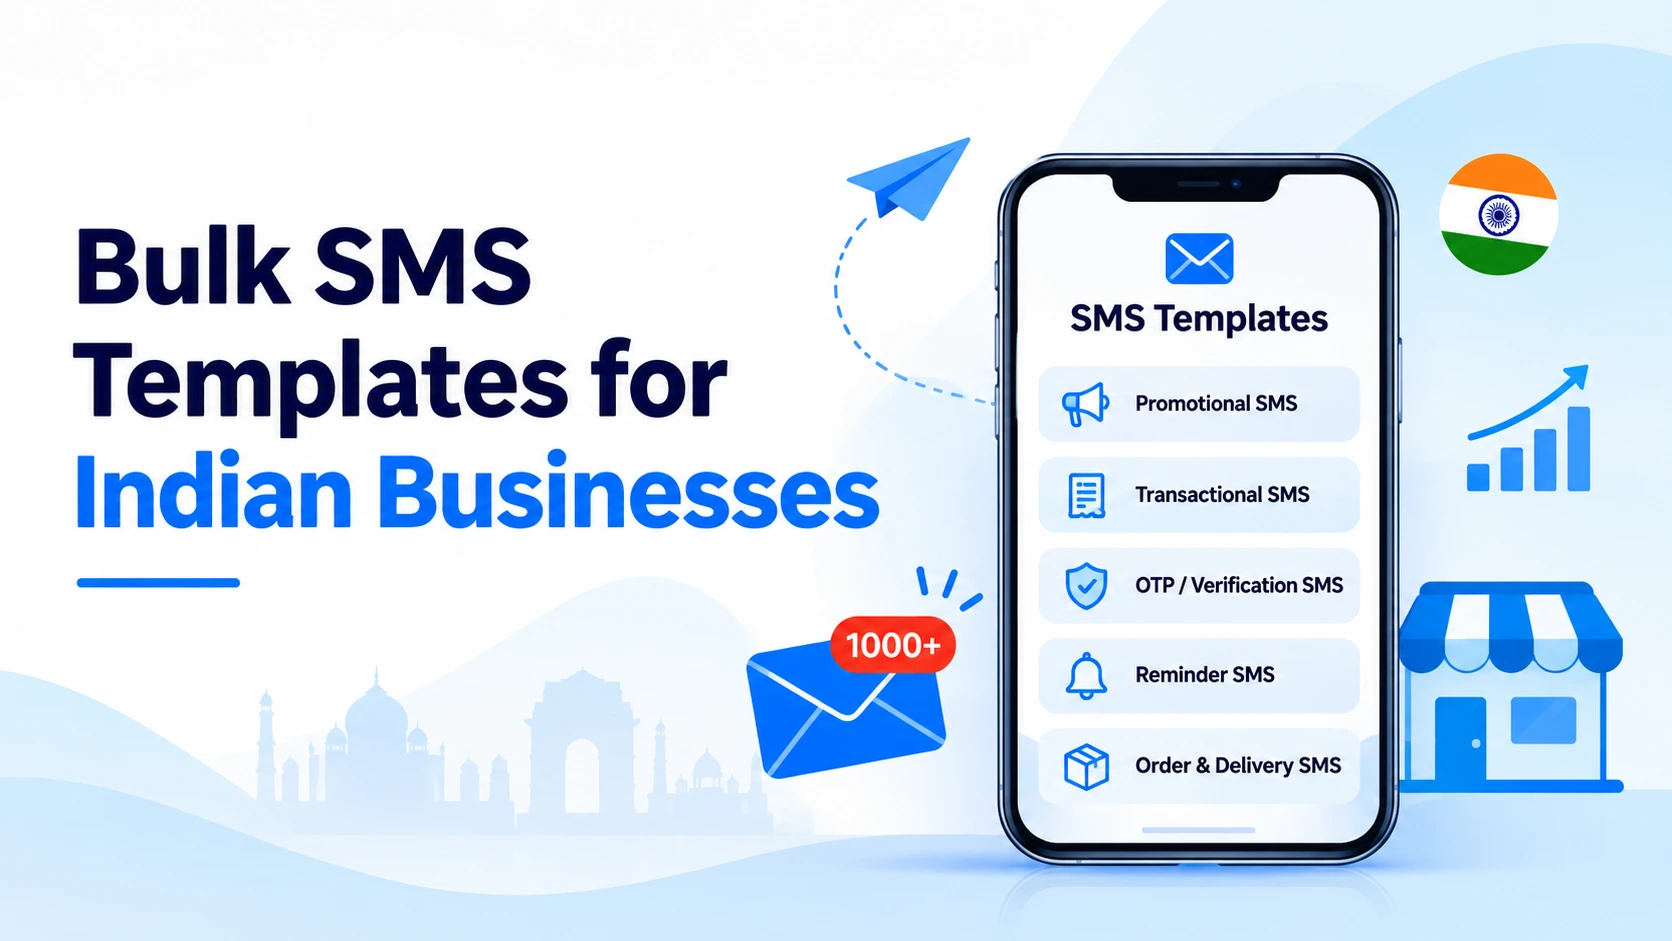 Bulk SMS
Templates for
Indian Businesses
1000+
SMS Templates
Promotional SMS
Transactional SMS
OTP / Verification SMS
Reminder SMS
Order & Delivery SMS